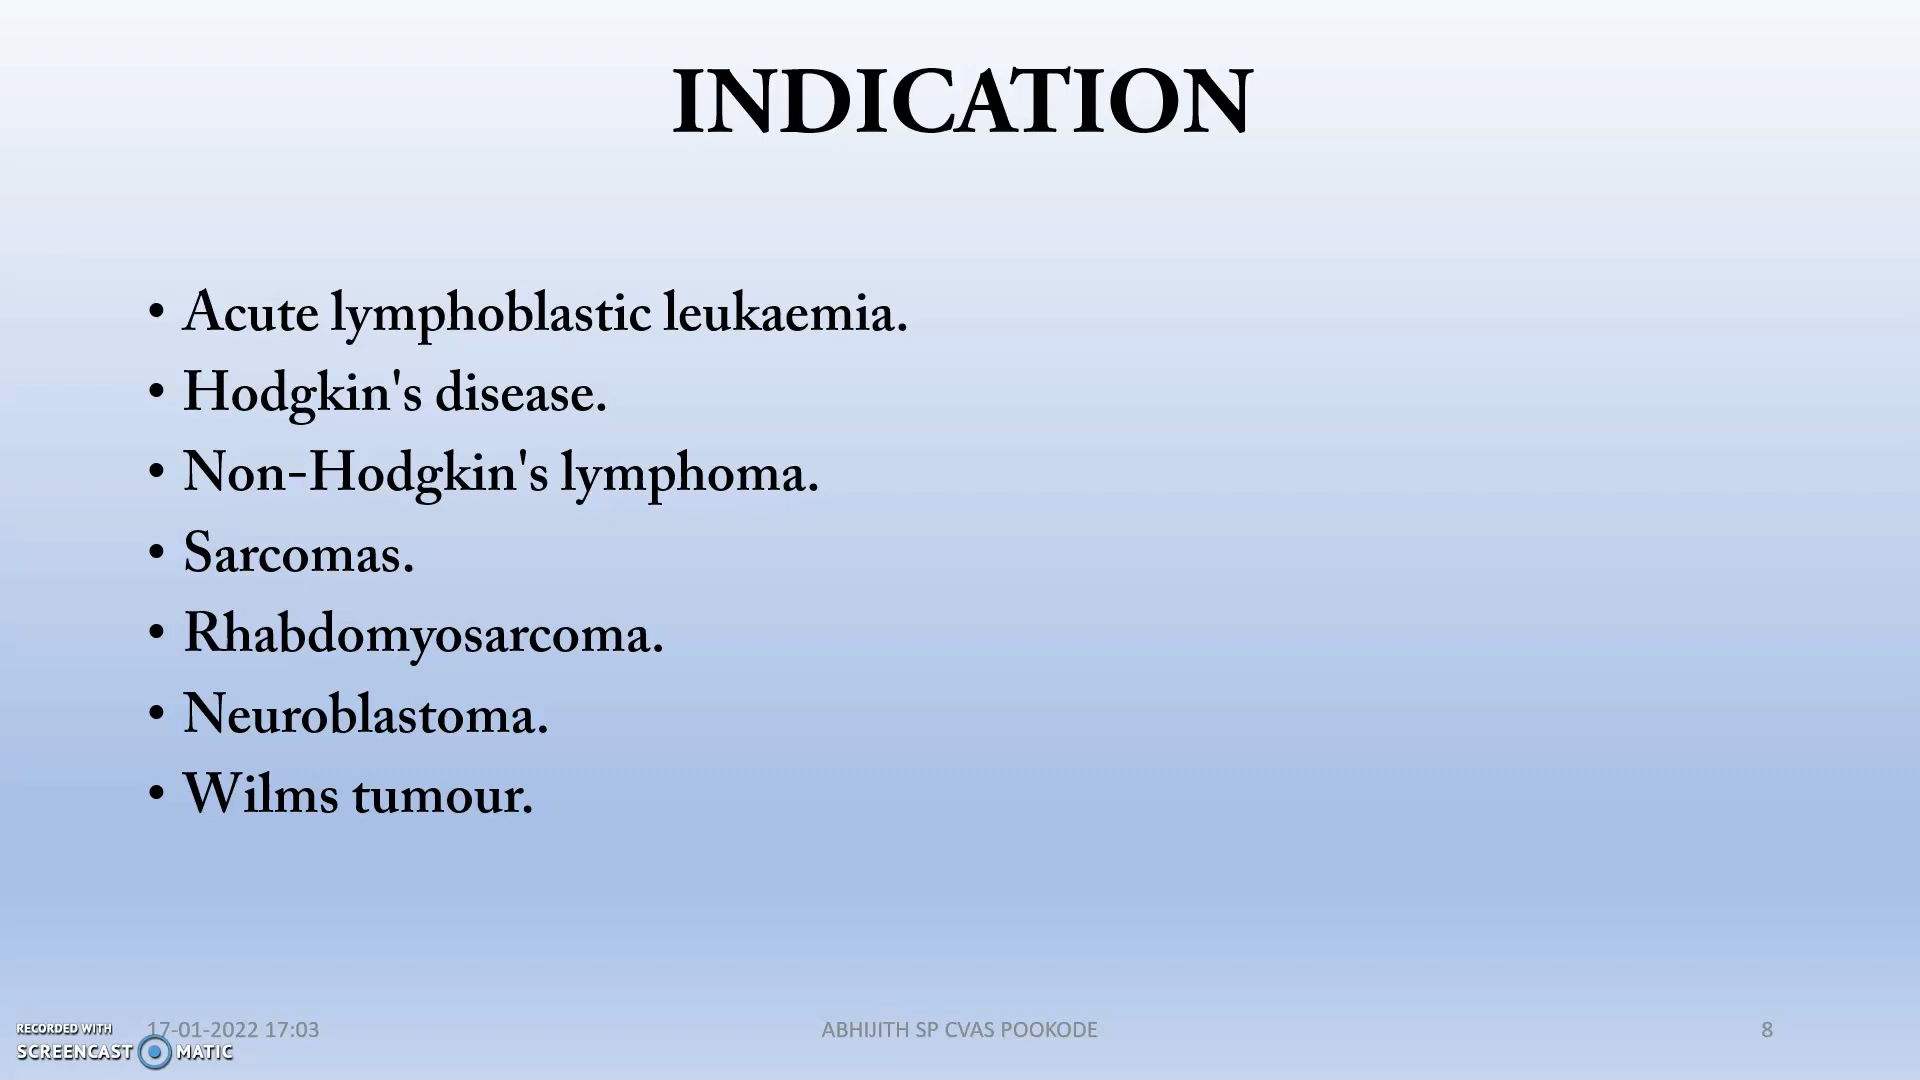 INDICATION
• Acute lymphoblastic leukaemia.
• Hodgkin's disease.
• Non-Hodgkin's lymphoma.
• Sarcomas.
• Rhabdomyosarcoma.
• Neuroblastoma.
• Wilms tumour.
17-01-2022 17:03
ABHIJITH SP CVAS POOKODE
8
RECORDED WITH
SCREENCAST MATIC